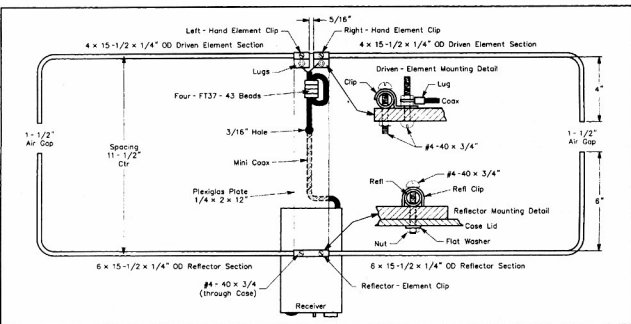 5/16"
Left-Hand Element Clip
Right-Hand Element Clip
4 × 15-1/2 × 1/4" OD Driven Element Section
4 × 15-1/2 × 1/4" OD Driven Element Section
Lugs
Driven-Element Mounting Detail
Clip
Lug
Coax
4"
Four-FT37-43 Beads
1-1/2"
Air Gap
Spacing
11-1/2"
Ctr
3/16" Hole
#4-40 × 3/4"
1-1/2"
Air Gap
Mini Coax
#4-40 × 3/4"
Refl
Refl Clip
Plexiglas Plate
1/4 × 2 × 12"
6"
Reflector Mounting Detail
Case Lid
Nut
Flat Washer
6 × 15-1/2 × 1/4" OD Reflector Section
6 × 15-1/2 × 1/4" OD Reflector Section
#4-40 × 3/4
(through Case)
Reflector-Element Clip
Receiver